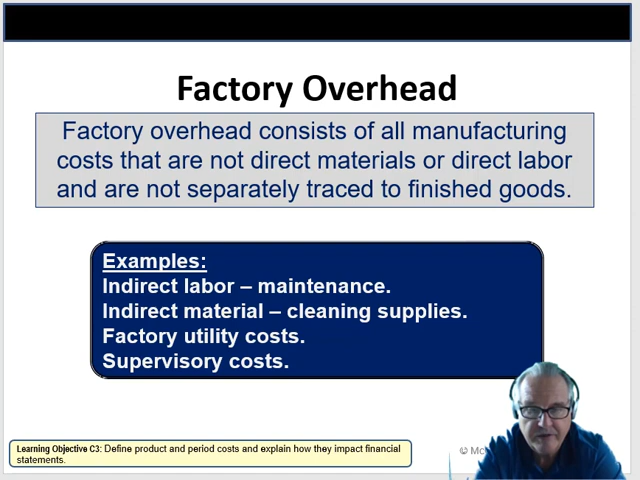 Factory Overhead
Factory overhead consists of all manufacturing
costs that are not direct materials or direct labor
and are not separately traced to finished goods.
Examples:
Indirect labor – maintenance.
Indirect material – cleaning supplies.
Factory utility costs.
Supervisory costs.
Learning Objective C3: Define product and period costs and explain how they impact financial
statements.
©